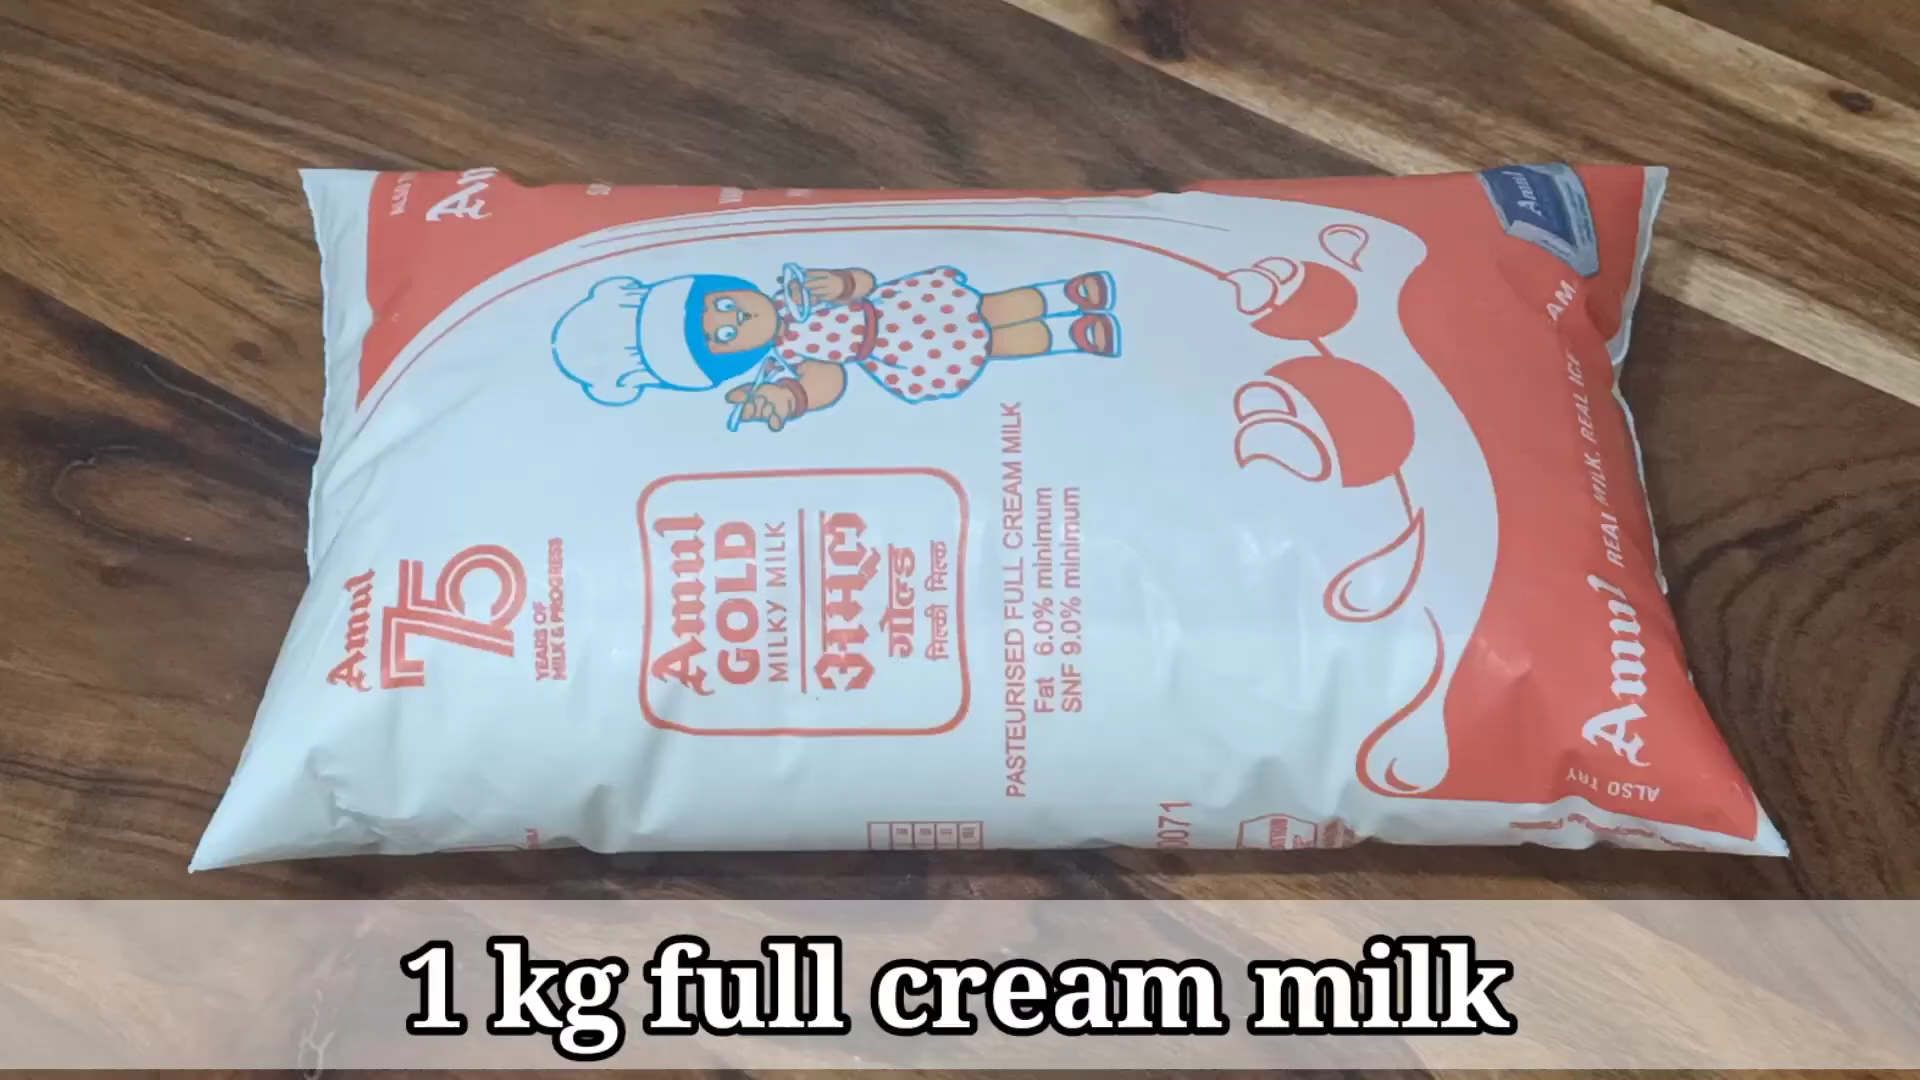 Amul
75
YEARS OF
MILK & PROGRESS
Amul
GOLD
MILKY MILK
अमूल
गोल्ड
मिल्की मिल्क
PASTEURISED FULL CREAM MILK
Fat 6.0% minimum
SNF 9.0% minimum
Amul
ALSO TRY
Amul REAL MILK. REAL ICE
1 kg full cream milk